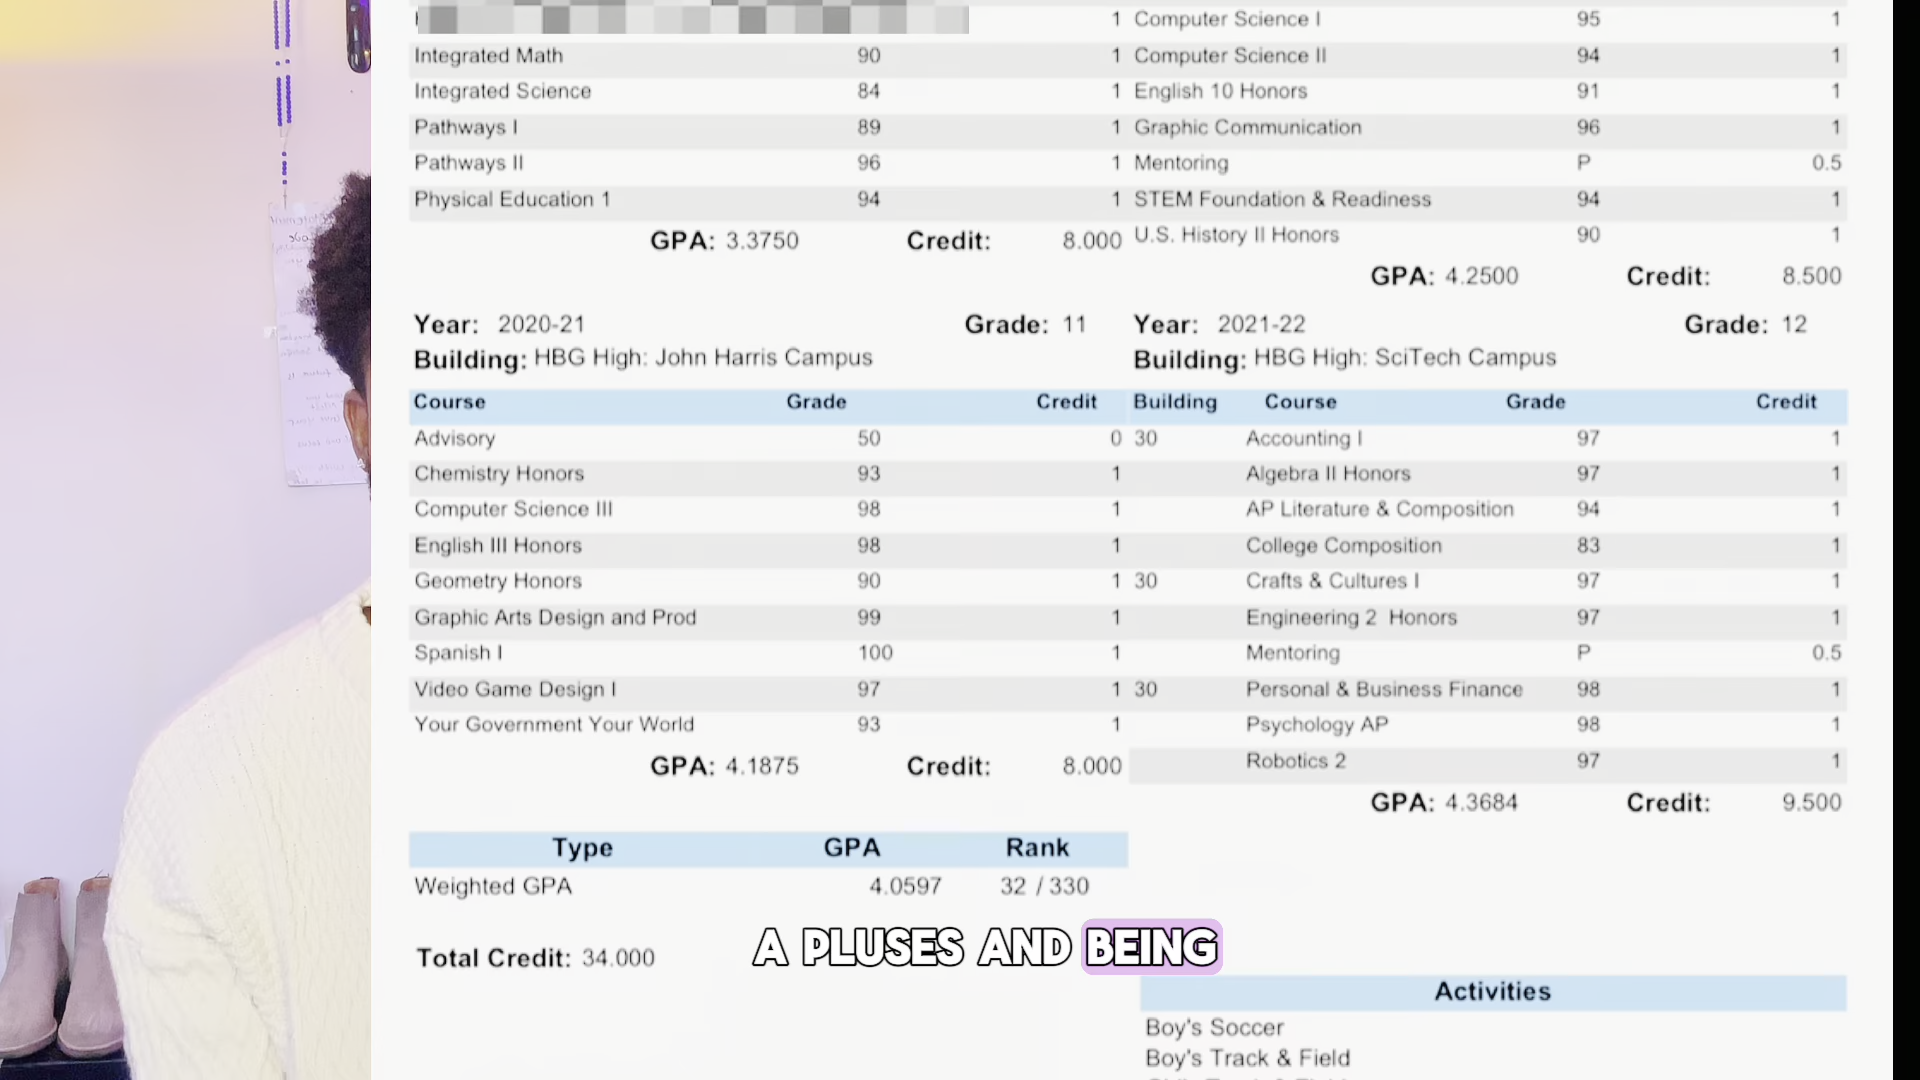 1 Computer Science I 95 1
Integrated Math 90 1 Computer Science II 94 1
Integrated Science 84 1 English 10 Honors 91 1
Pathways I 89 1 Graphic Communication 96 1
Pathways II 96 1 Mentoring P 0.5
Physical Education 1 94 1 STEM Foundation & Readiness 94 1
GPA: 3.3750 Credit: 8.000 U.S. History II Honors 90 1
GPA: 4.2500 Credit: 8.500
Year: 2020-21 Grade: 11 Year: 2021-22 Grade: 12
Building: HBG High: John Harris Campus Building: HBG High: SciTech Campus
Course Grade Credit Building Course Grade Credit
Advisory 50 0 30 Accounting I 97 1
Chemistry Honors 93 1 Algebra II Honors 97 1
Computer Science III 98 1 AP Literature & Composition 94 1
English III Honors 98 1 College Composition 83 1
Geometry Honors 90 1 30 Crafts & Cultures I 97 1
Graphic Arts Design and Prod 99 1 Engineering 2 Honors 97 1
Spanish I 100 1 Mentoring P 0.5
Video Game Design I 97 1 30 Personal & Business Finance 98 1
Your Government Your World 93 1 Psychology AP 98 1
GPA: 4.1875 Credit: 8.000 Robotics 2 97 1
GPA: 4.3684 Credit: 9.500
Type GPA Rank
Weighted GPA 4.0597 32 / 330
A PLUSES AND BEING
Total Credit: 34.000
Activities
Boy's Soccer
Boy's Track & Field